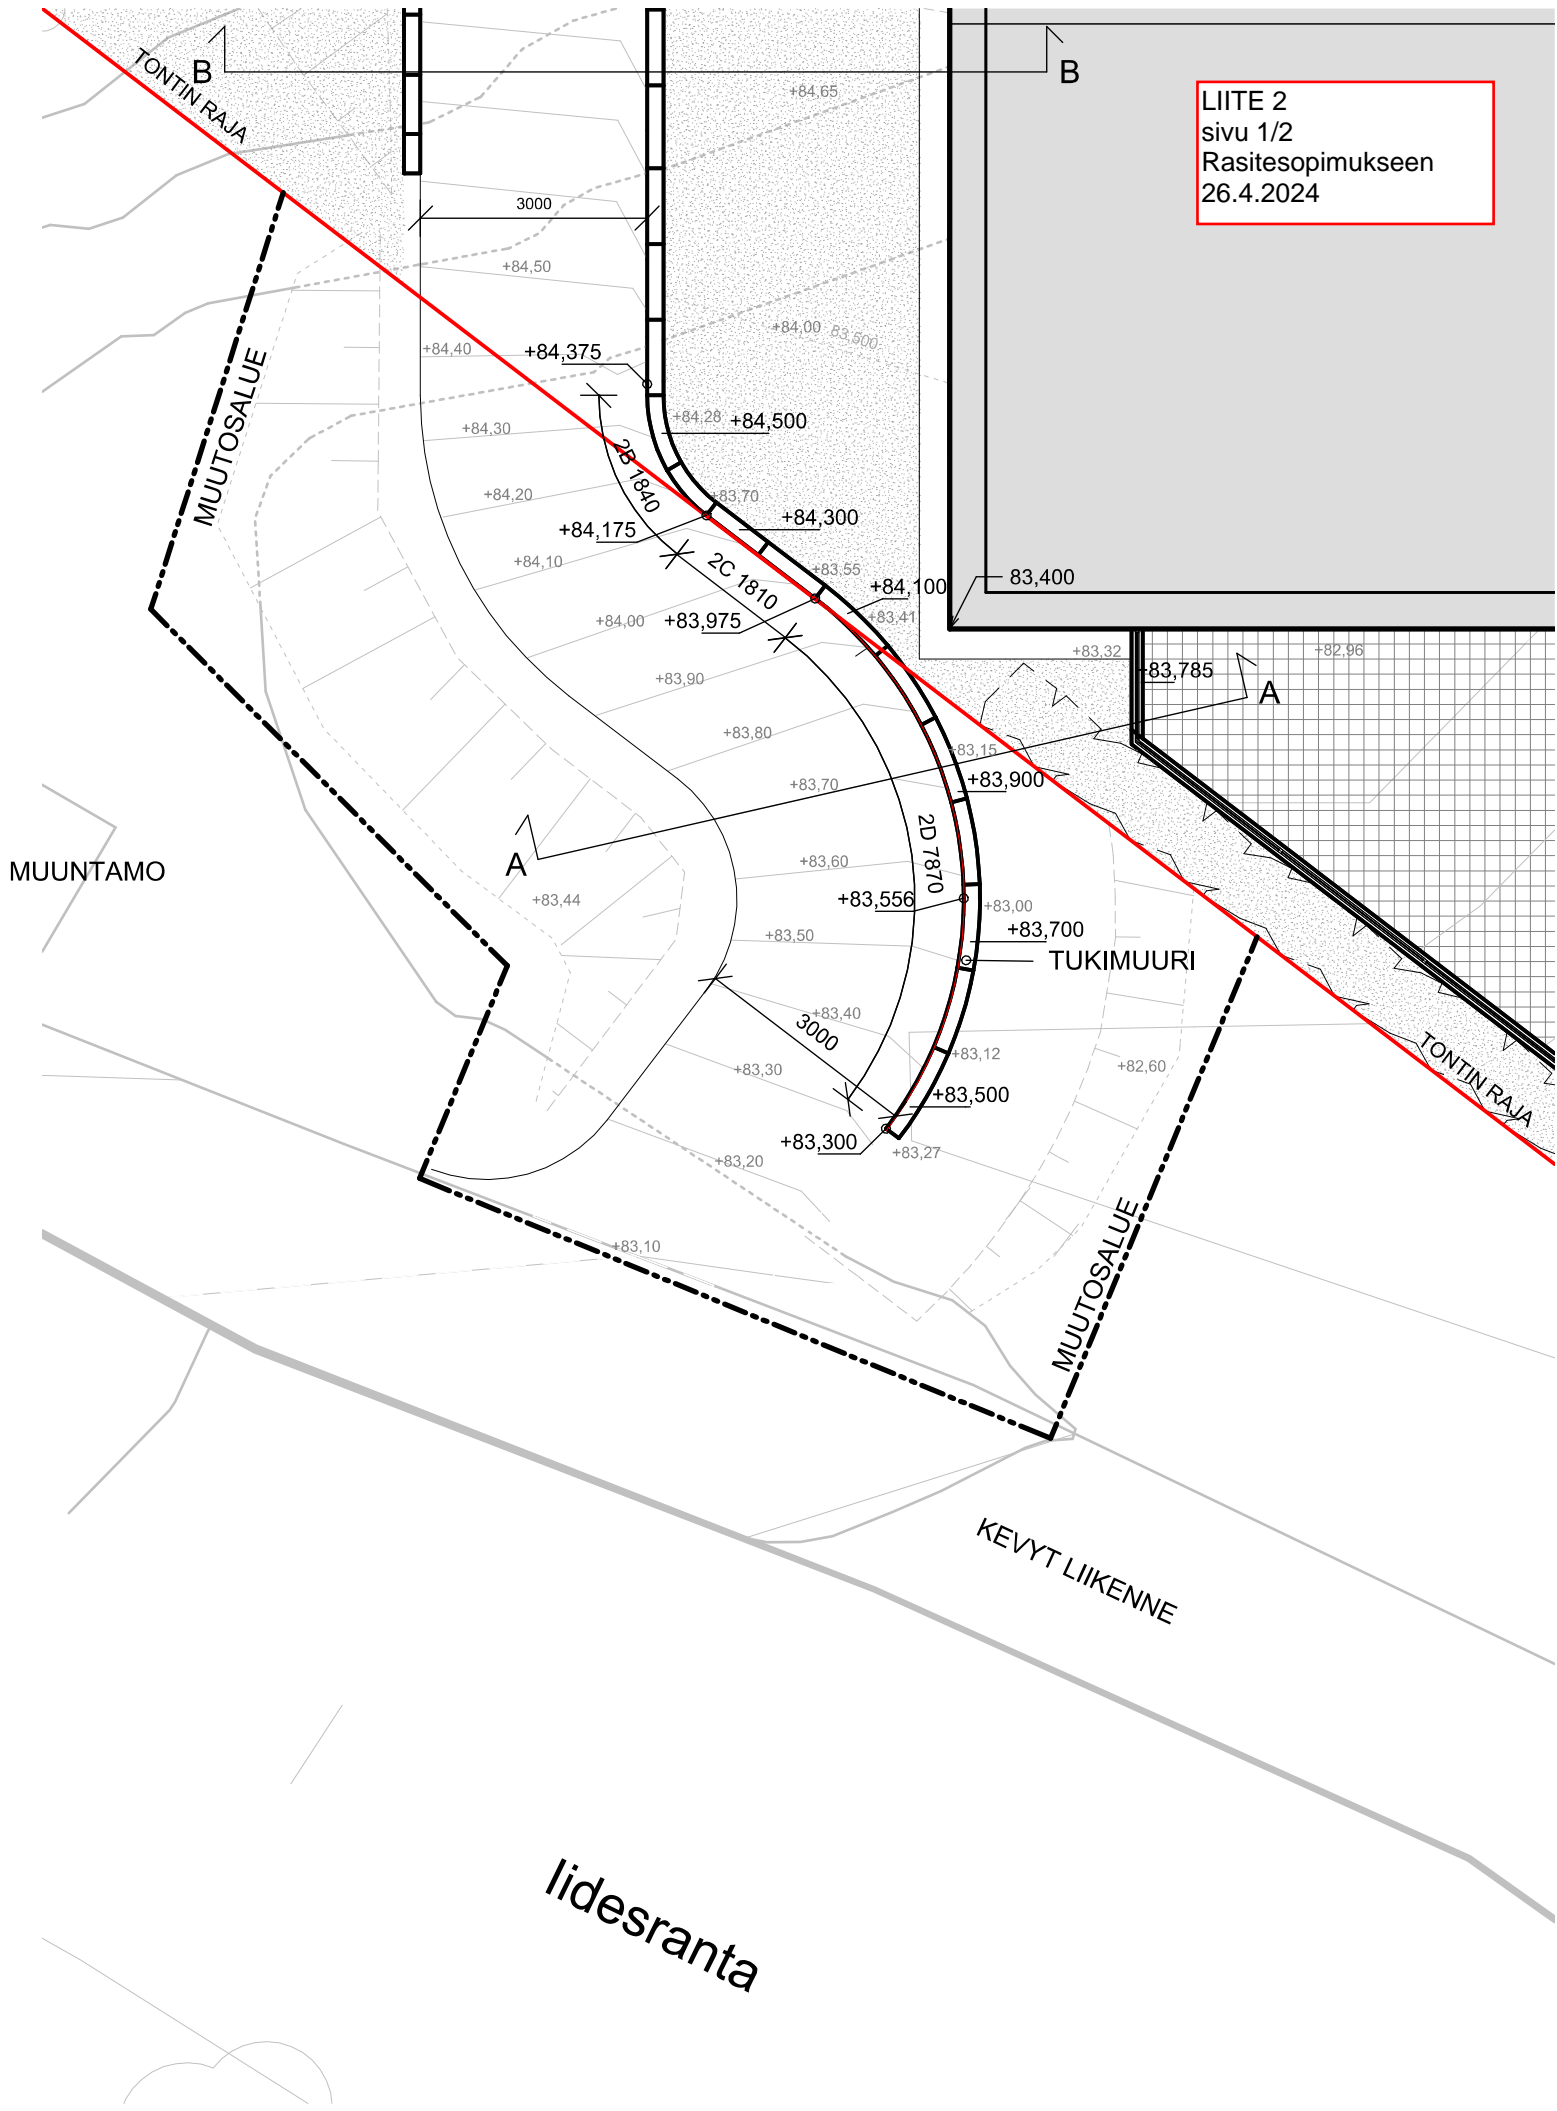 TONTIN RAJA
B
B
+84,65
LIITE 2
sivu 1/2
Rasitesopimukseen
26.4.2024
3000
+84,50
+84,00
83,500
+84,40
+84,375
MUUTOSALUE
+84,28
+84,500
+84,30
2B 1840
+84,20
+83,70
+84,300
+84,175
+84,10
2C 1810
+83,55
+84,100
83,400
+84,00
+83,975
+83,41
+83,32
+82,96
+83,90
+83,785
A
+83,80
+83,15
+83,70
+83,900
2D 7870
+83,60
A
MUUNTAMO
+83,44
+83,556
+83,00
+83,50
+83,700
TUKIMUURI
+83,40
3000
+83,30
+83,12
+82,60
TONTIN RAJA
+83,500
+83,300
+83,27
+83,20
+83,10
MUUTOSALUE
KEVYT LIIKENNE
Iidesranta